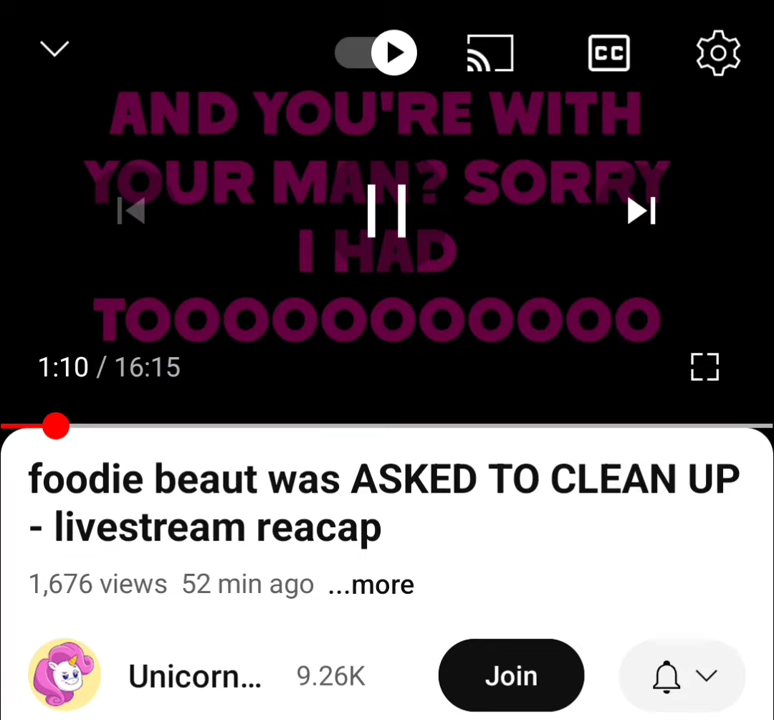 CC
AND YOU'RE WITH
YOUR MAN? SORRY
I HAD
TOOOOOOOOOOOO
1:10 / 16:15
foodie beaut was ASKED TO CLEAN UP
- livestream reacap
1,676 views 52 min ago ...more
Unicorn... 9.26K Join